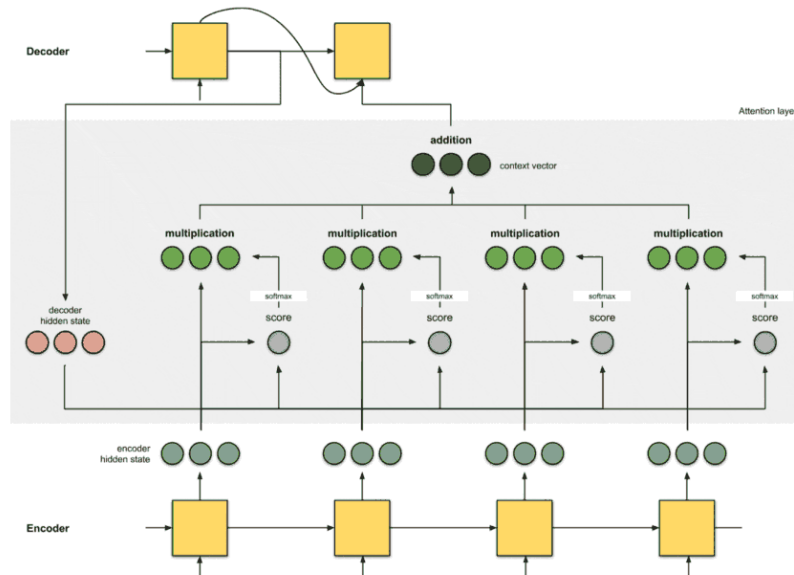 Decoder
Attention laye
addition
context vector
multiplication
multiplication
multiplication
multiplication
softmax
softmax
softmax
softmax
decoder
hidden state
score
score
score
score
encoder
hidden state
Encoder